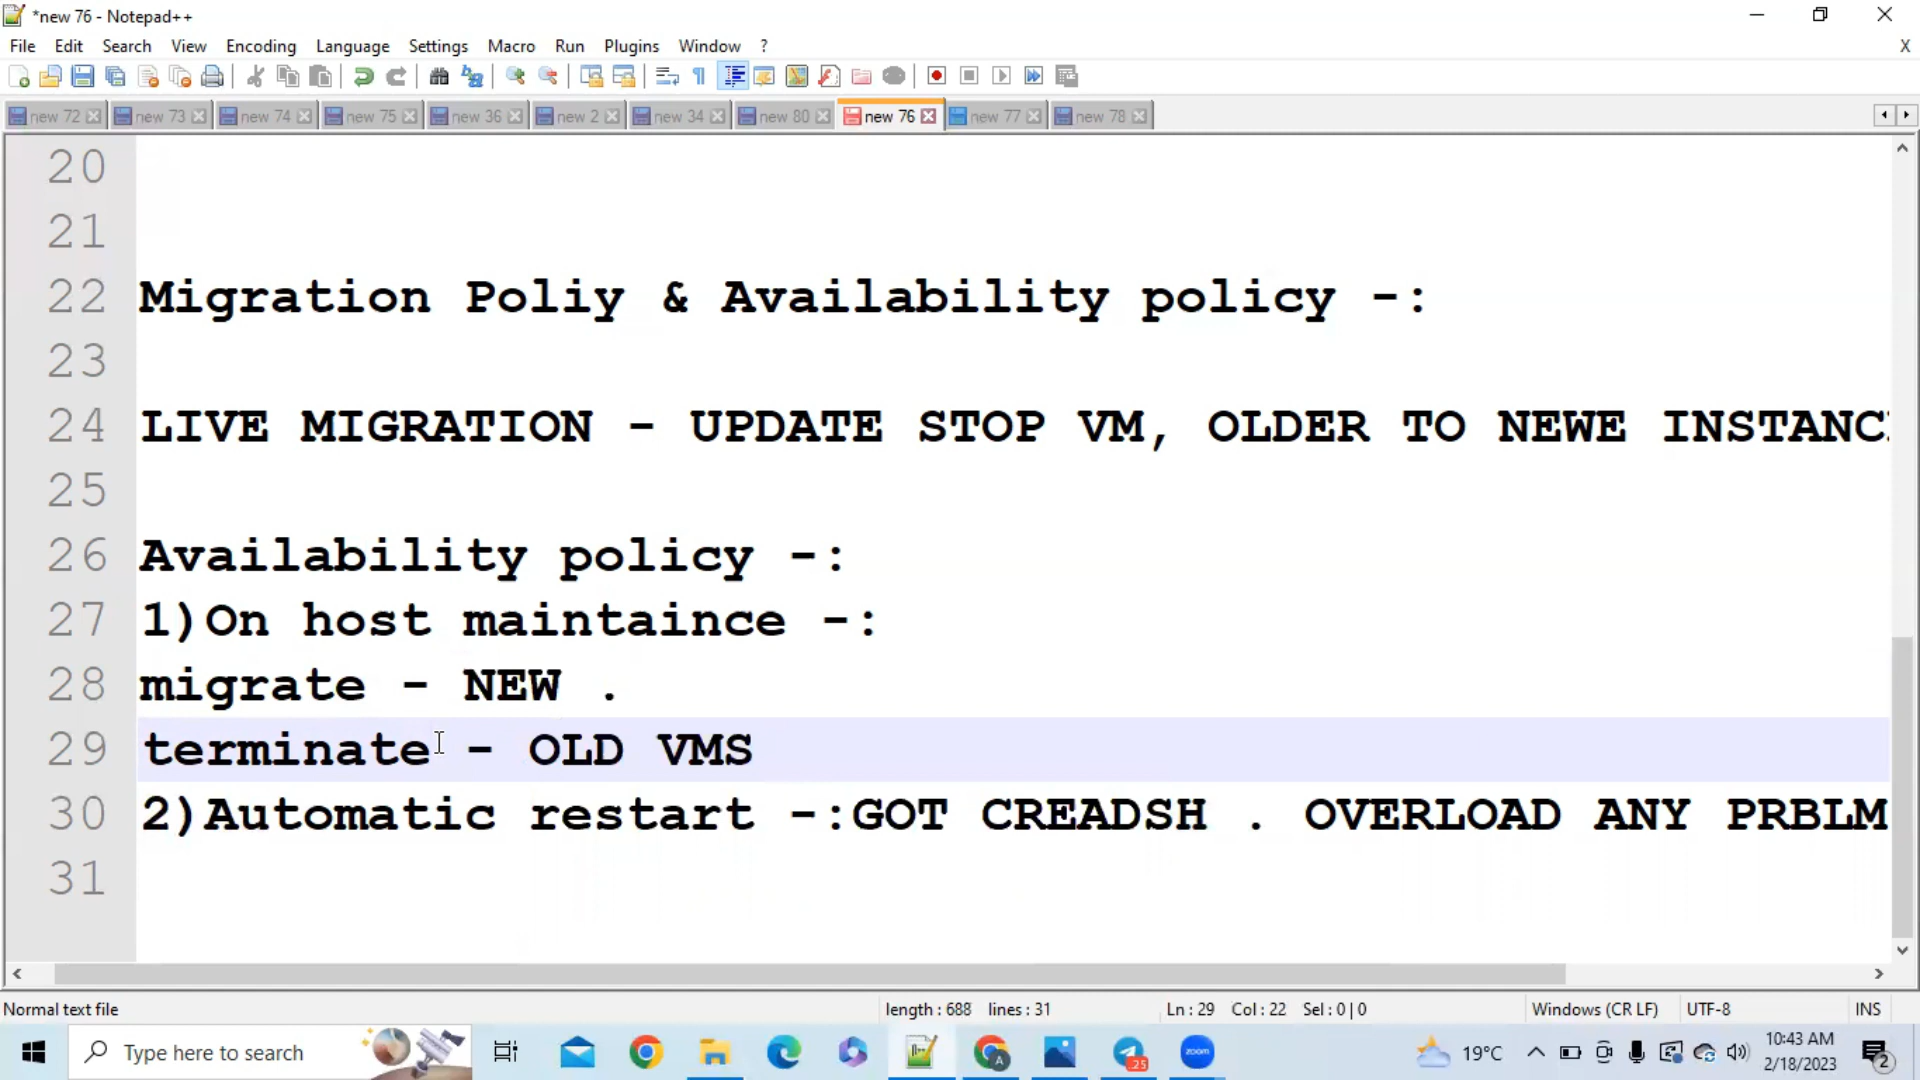 *new 76 - Notepad++
File Edit Search View Encoding Language Settings Macro Run Plugins Window ? X
new 72 new 73 new 74 new 75 new 36 new 2 new 34 new 80 new 76 new 77 new 78
20
21
22 Migration Poliy & Availability policy -:
23
24 LIVE MIGRATION - UPDATE STOP VM, OLDER TO NEWE INSTANC
25
26 Availability policy -:
27 1)On host maintaince -:
28 migrate - NEW .
29 terminate - OLD VMS
30 2)Automatic restart -:GOT CREADSH . OVERLOAD ANY PRBLM
31
Normal text file length : 688 lines : 31 Ln : 29 Col : 22 Sel : 0 | 0 Windows (CR LF) UTF-8 INS
Type here to search A 25 zoom 19°C 10:43 AM
2/18/2023 2